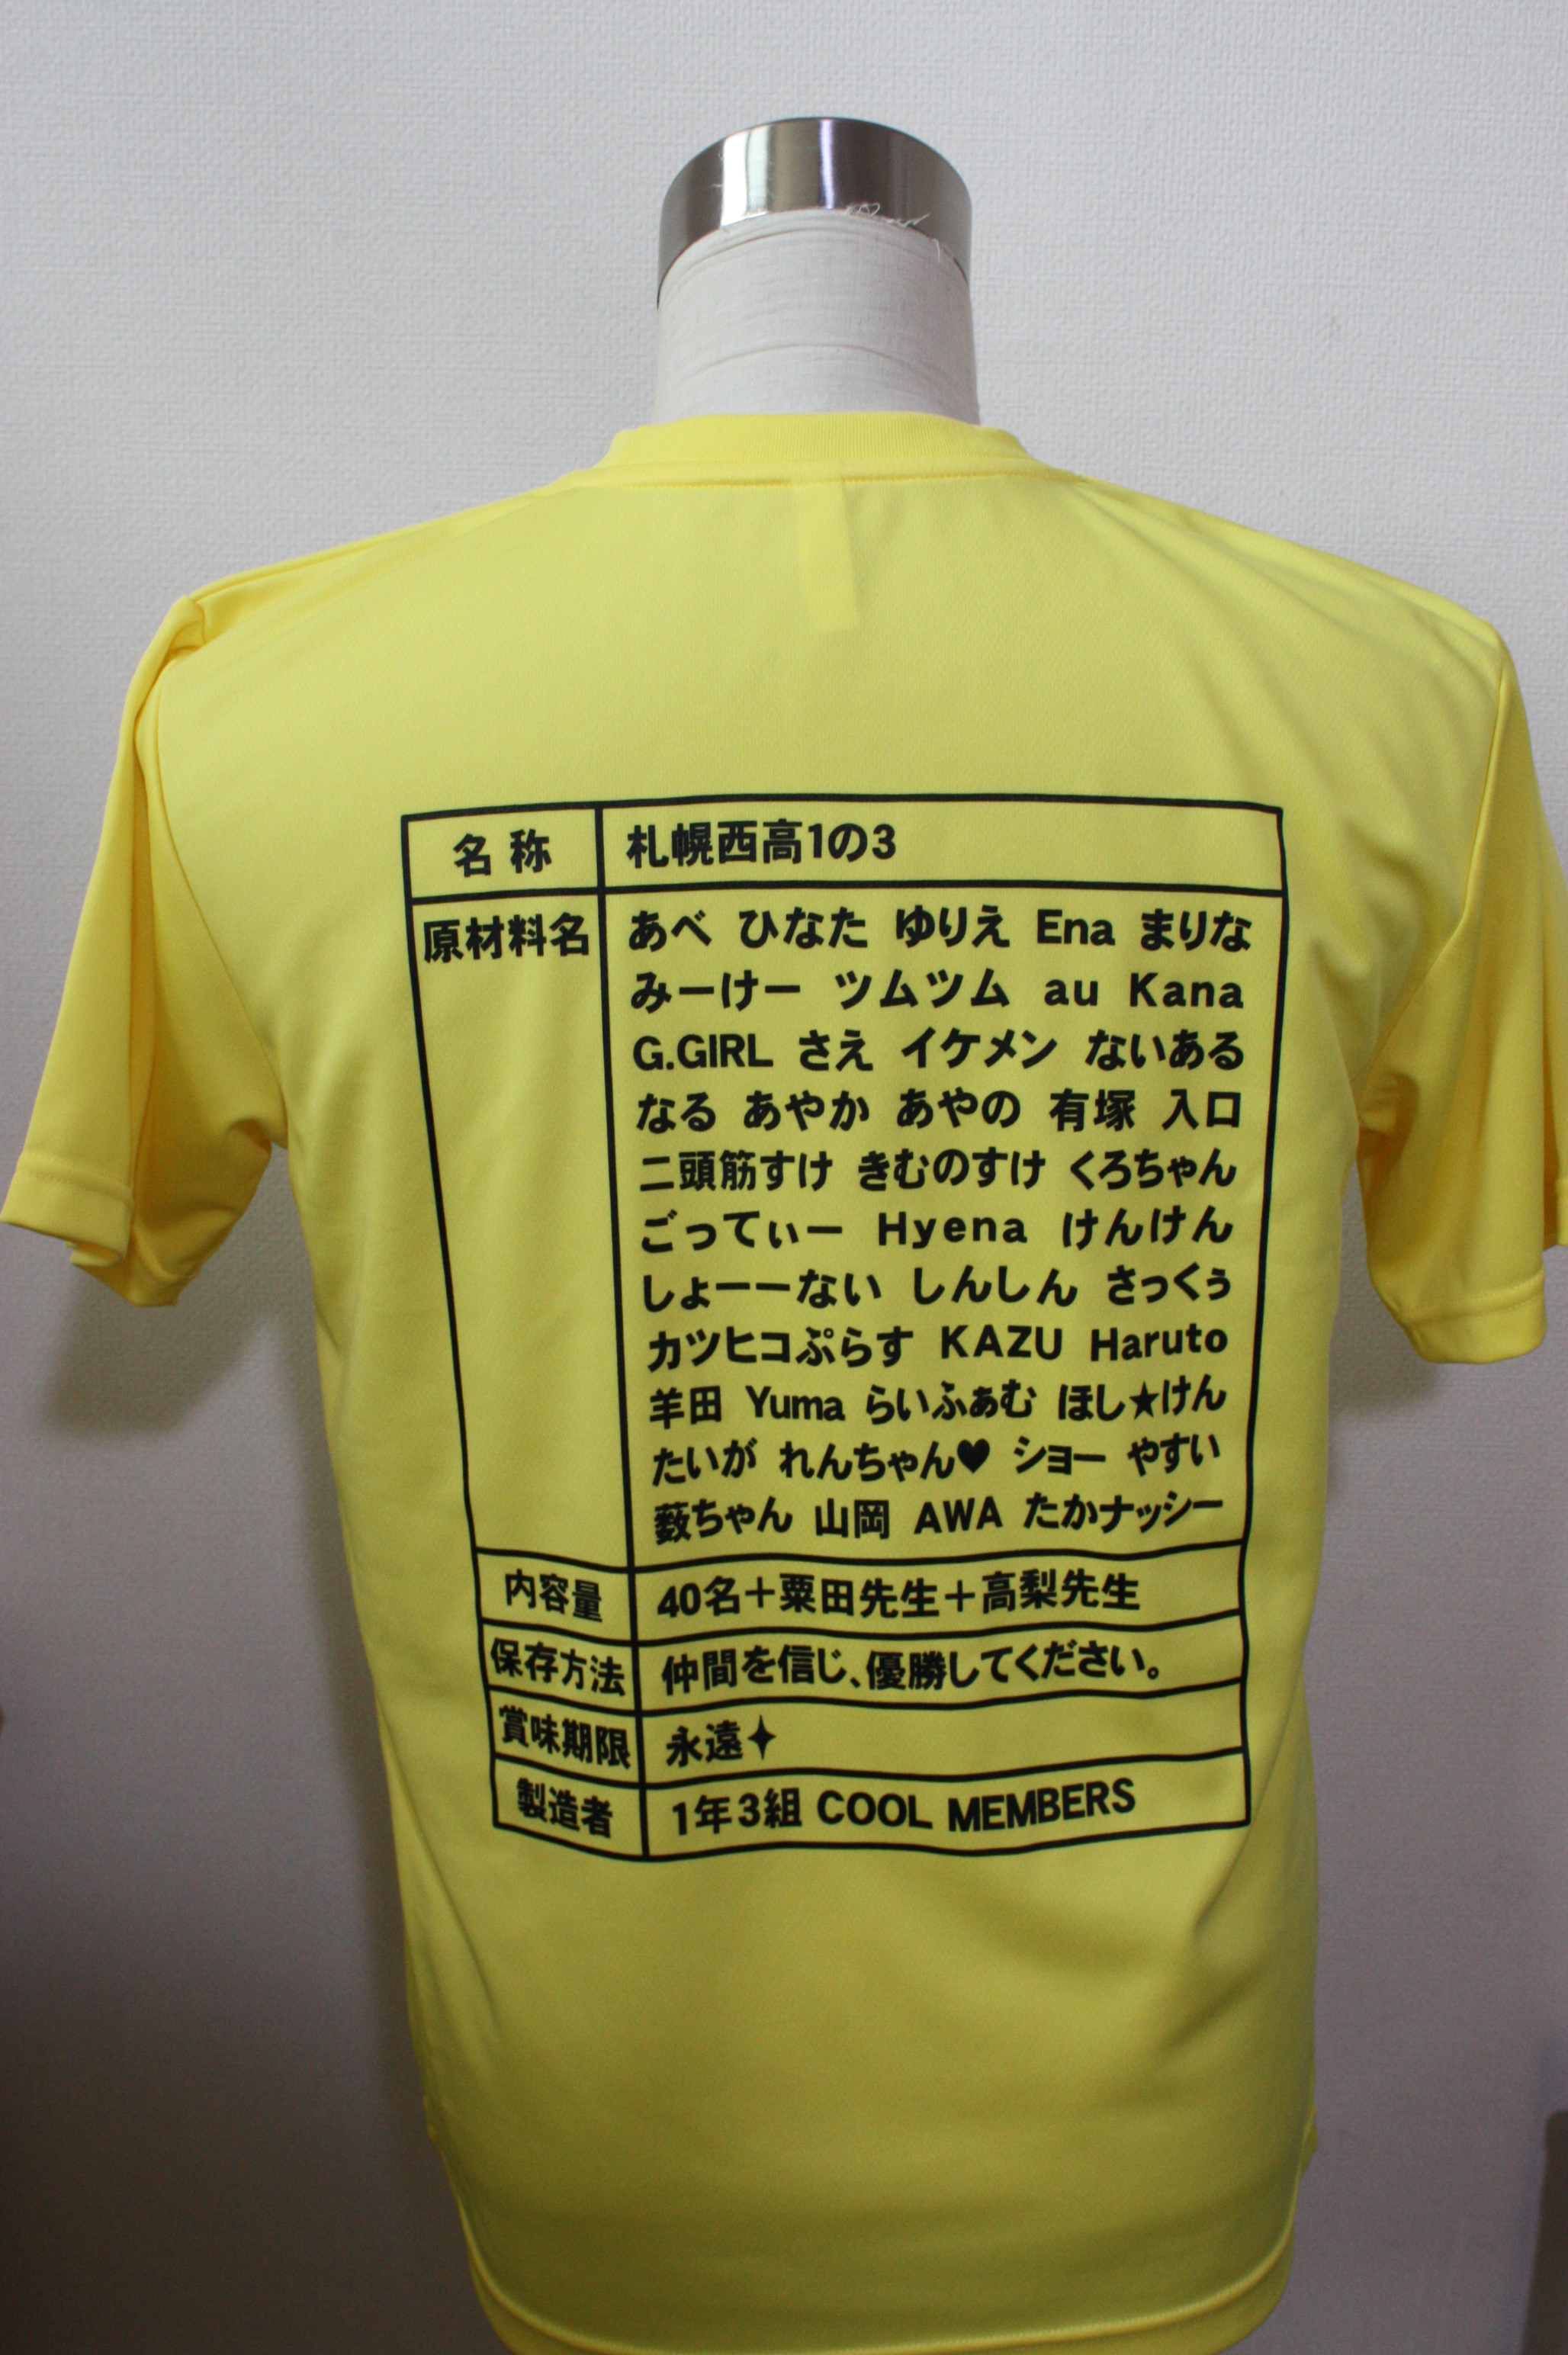 名称 札幌西高1の3
原材料名 あべ ひなた ゆりえ Ena まりな
みーけー ツムツム au Kana
G.GIRL さえ イケメン ないある
なる あやか あやの 有塚 入口
二頭筋すけ きむのすけ くろちゃん
ごってぃー Hyena けんけん
しょーーない しんしん さっくぅ
カツヒコぷらす KAZU Haruto
羊田 Yuma らいふぁむ ほし★けん
たいが れんちゃん♥ ショー やすい
薮ちゃん 山岡 AWA たかナッシー
内容量 40名+粟田先生+高梨先生
保存方法 仲間を信じ、優勝してください。
賞味期限 永遠✦
製造者 1年3組 COOL MEMBERS